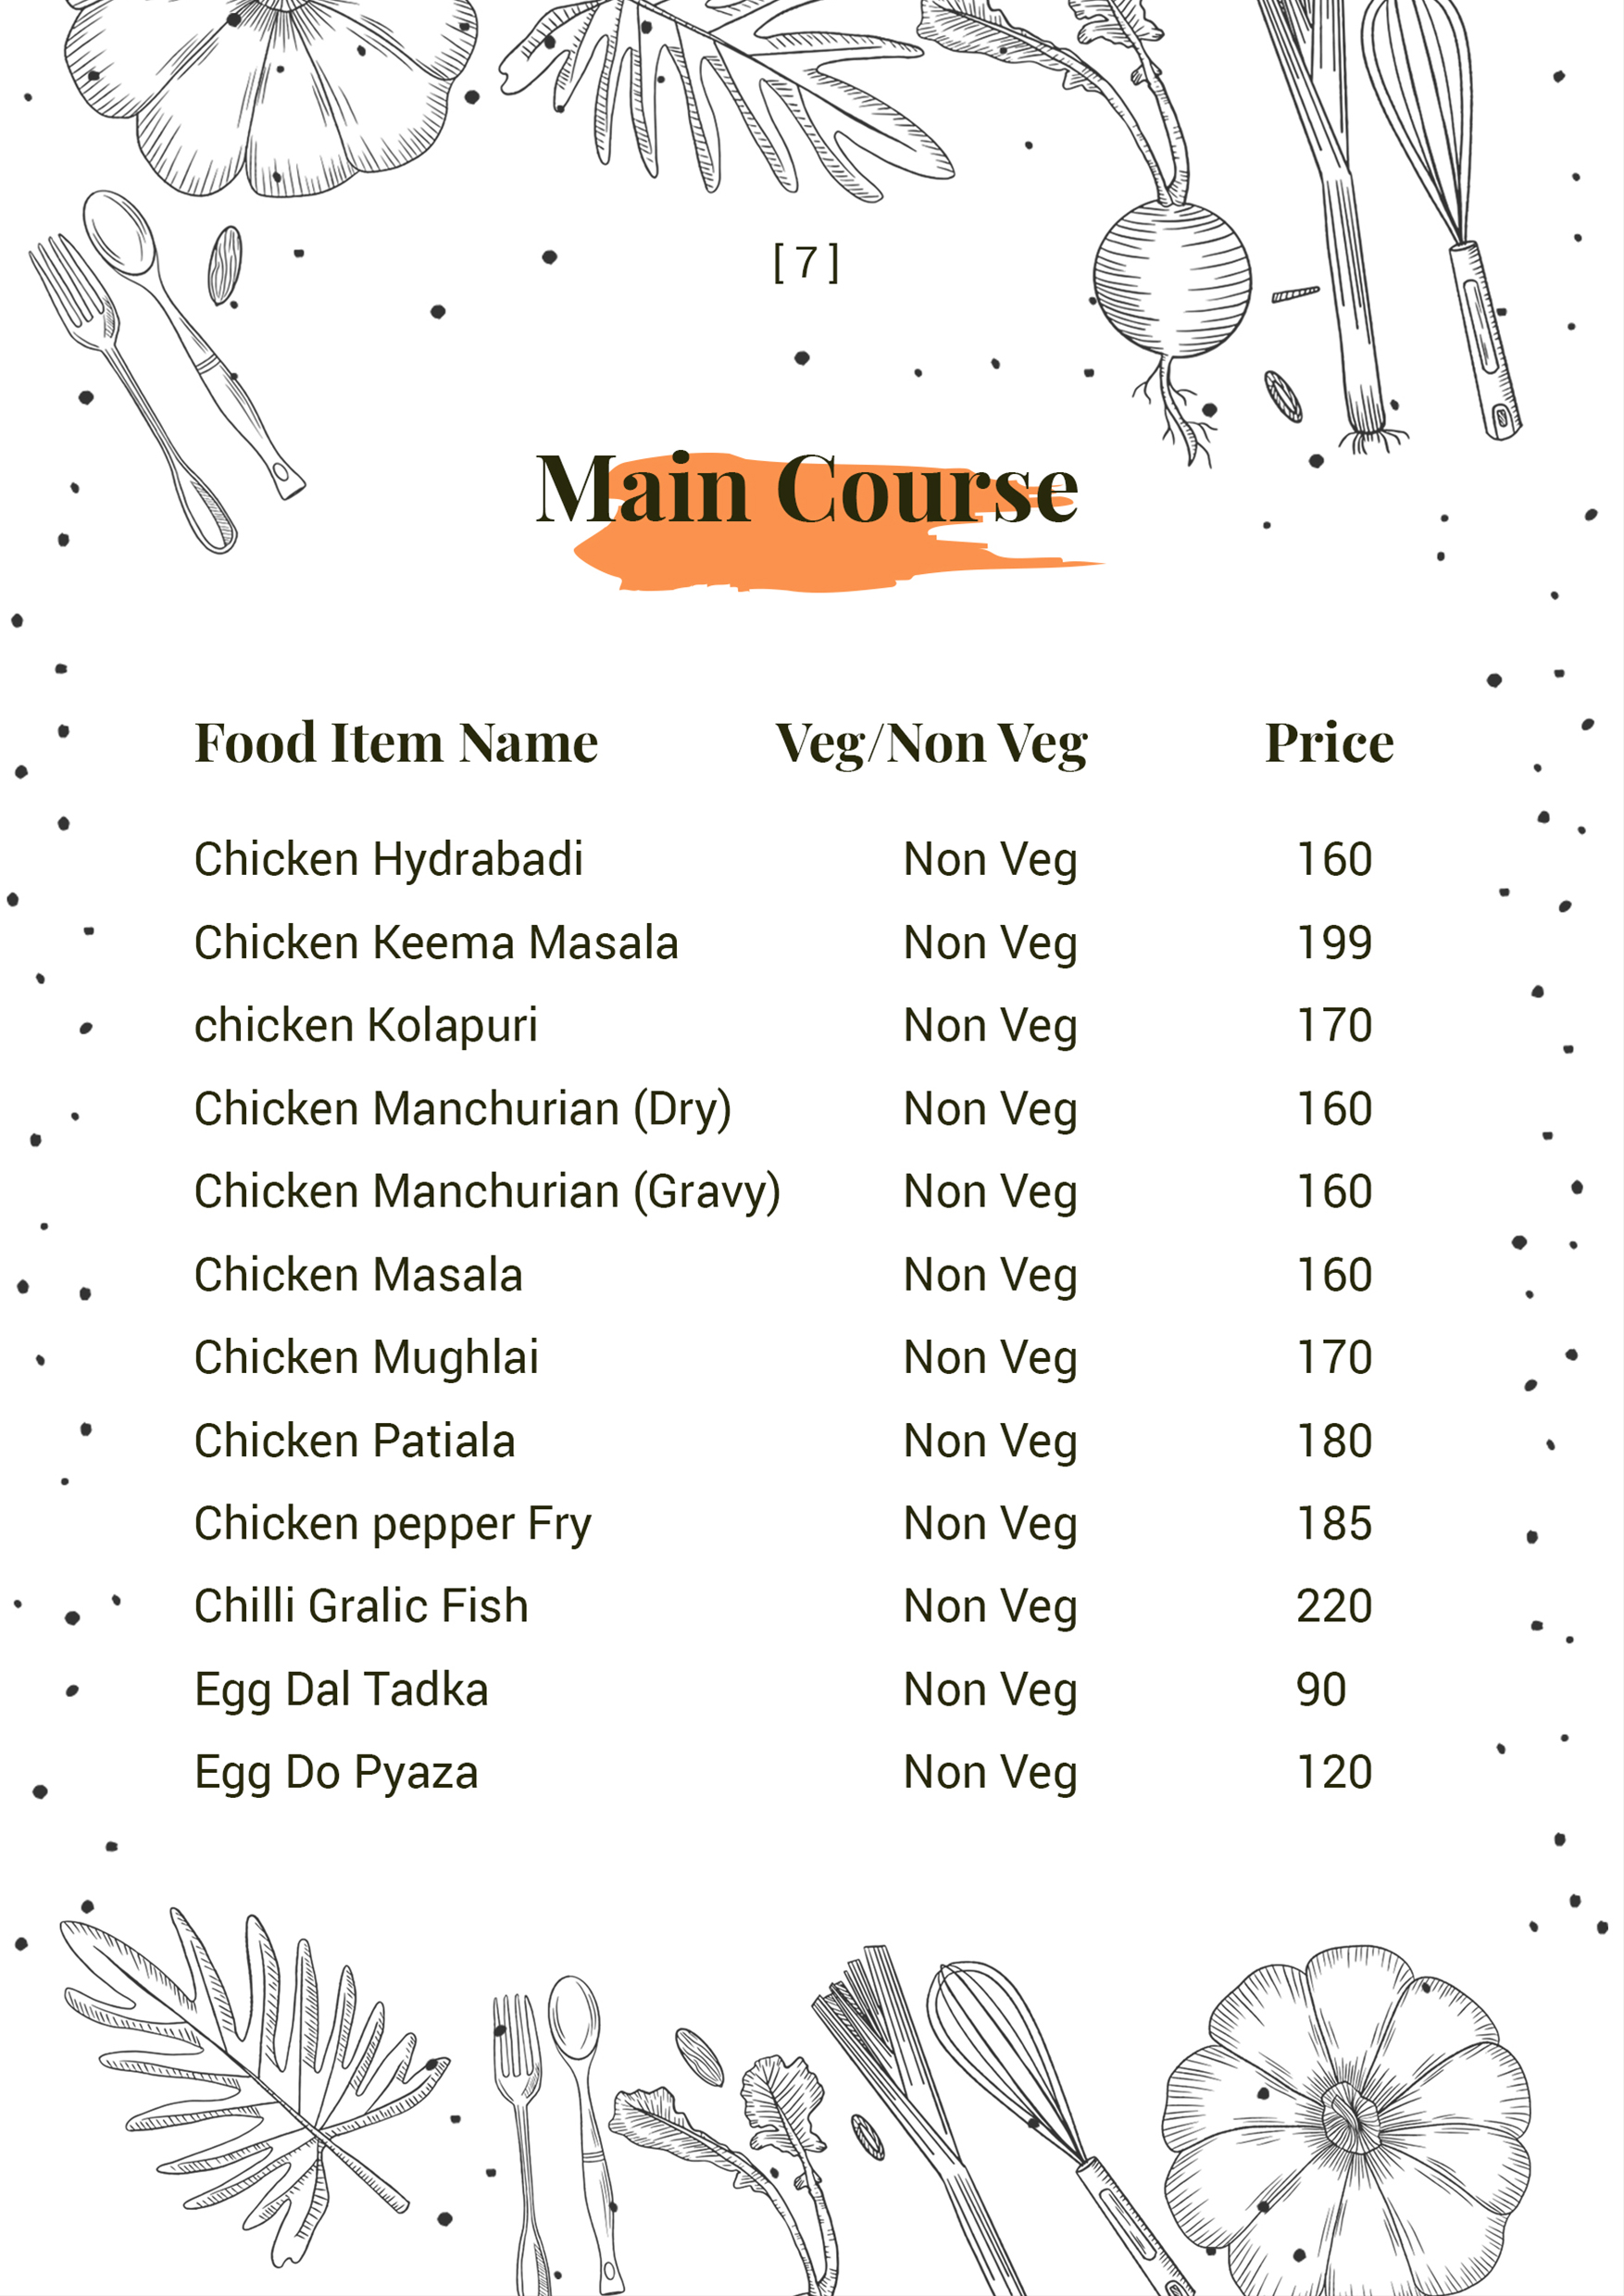 [ 7 ]
Main Course
Food Item Name Veg/Non Veg Price
Chicken Hydrabadi Non Veg 160
Chicken Keema Masala Non Veg 199
chicken Kolapuri Non Veg 170
Chicken Manchurian (Dry) Non Veg 160
Chicken Manchurian (Gravy) Non Veg 160
Chicken Masala Non Veg 160
Chicken Mughlai Non Veg 170
Chicken Patiala Non Veg 180
Chicken pepper Fry Non Veg 185
Chilli Gralic Fish Non Veg 220
Egg Dal Tadka Non Veg 90
Egg Do Pyaza Non Veg 120